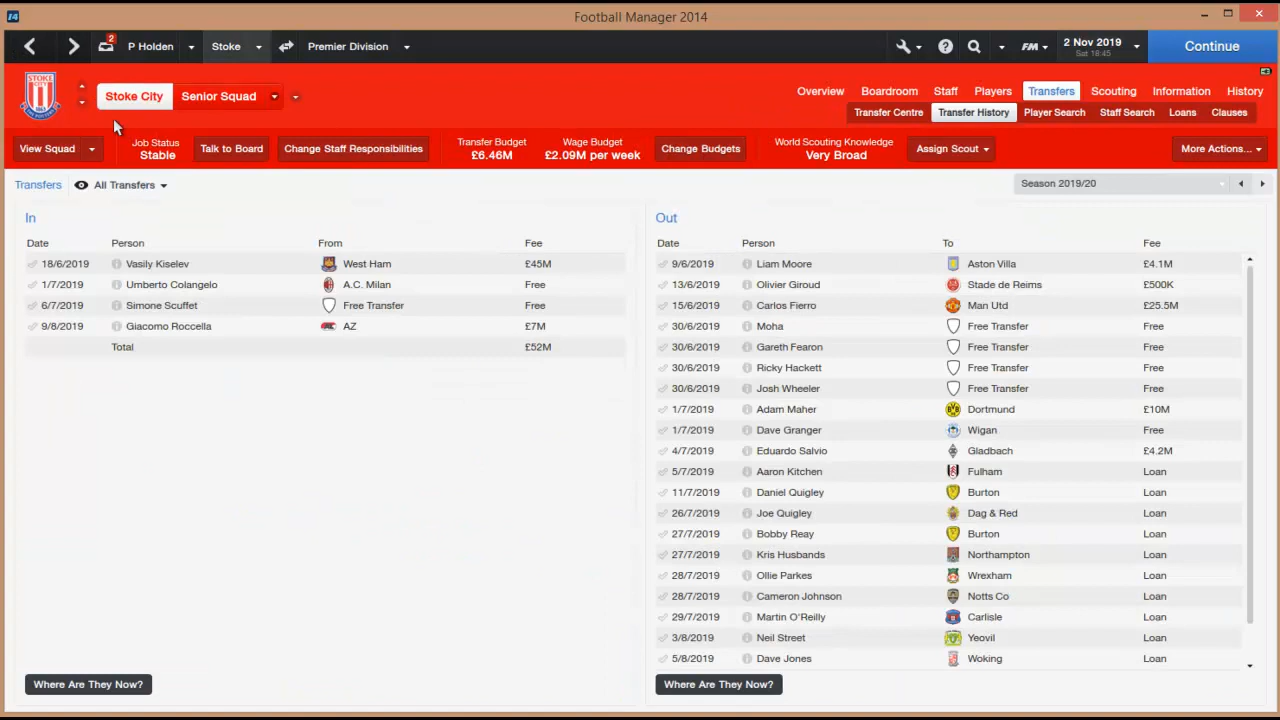 Football Manager 2014
2
P Holden
Stoke
Premier Division
FM
2 Nov 2019
Sat 18:45
Continue
STOKE CITY
Stoke City
Senior Squad
Overview
Boardroom
Staff
Players
Transfers
Scouting
Information
History
Transfer Centre
Transfer History
Player Search
Staff Search
Loans
Clauses
View Squad
Job Status
Stable
Talk to Board
Change Staff Responsibilities
Transfer Budget
£6.46M
Wage Budget
£2.09M per week
Change Budgets
World Scouting Knowledge
Very Broad
Assign Scout
More Actions...
Transfers
All Transfers
Season 2019/20
In
Date Person From Fee
18/6/2019 Vasily Kiselev West Ham £45M
1/7/2019 Umberto Colangelo A.C. Milan Free
6/7/2019 Simone Scuffet Free Transfer Free
9/8/2019 Giacomo Roccella AZ £7M
Total £52M
Where Are They Now?
Out
Date Person To Fee
9/6/2019 Liam Moore Aston Villa £4.1M
13/6/2019 Olivier Giroud Stade de Reims £500K
15/6/2019 Carlos Fierro Man Utd £25.5M
30/6/2019 Moha Free Transfer Free
30/6/2019 Gareth Fearon Free Transfer Free
30/6/2019 Ricky Hackett Free Transfer Free
30/6/2019 Josh Wheeler Free Transfer Free
1/7/2019 Adam Maher Dortmund £10M
1/7/2019 Dave Granger Wigan Free
4/7/2019 Eduardo Salvio Gladbach £4.2M
5/7/2019 Aaron Kitchen Fulham Loan
11/7/2019 Daniel Quigley Burton Loan
26/7/2019 Joe Quigley Dag & Red Loan
27/7/2019 Bobby Reay Burton Loan
27/7/2019 Kris Husbands Northampton Loan
28/7/2019 Ollie Parkes Wrexham Loan
28/7/2019 Cameron Johnson Notts Co Loan
29/7/2019 Martin O'Reilly Carlisle Loan
3/8/2019 Neil Street Yeovil Loan
5/8/2019 Dave Jones Woking Loan
Where Are They Now?